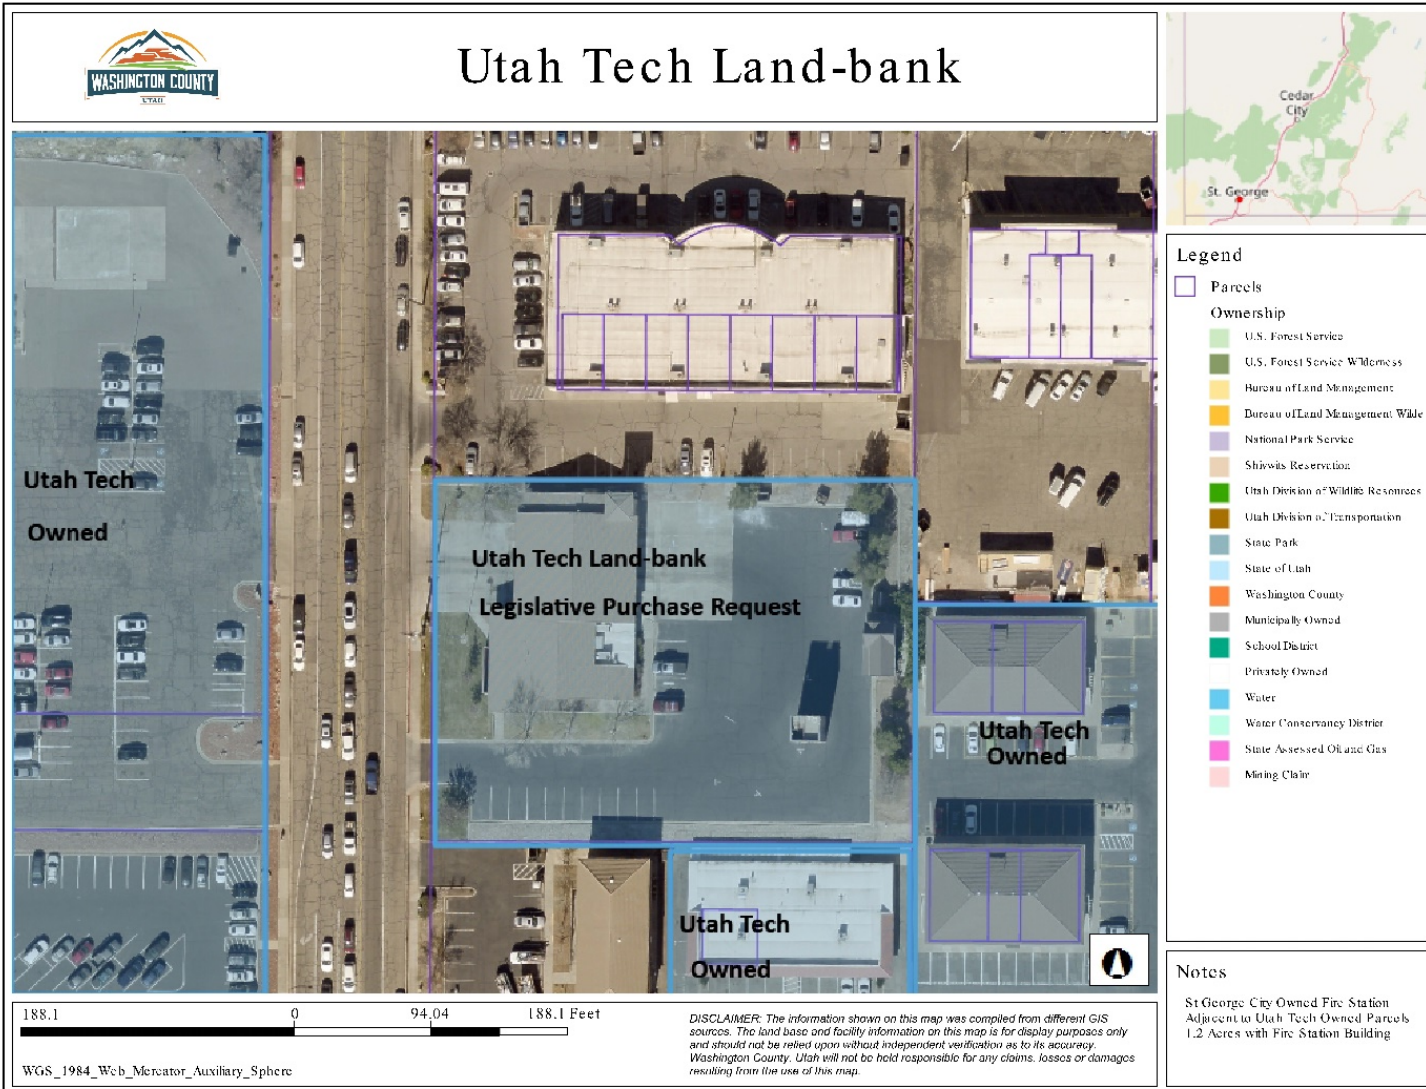 WASHINGTON COUNTY
UTAH
Utah Tech Land-bank
Cedar
City
St. George
Utah Tech
Owned
Utah Tech Land-bank
Legislative Purchase Request
Utah Tech
Owned
Utah Tech
Owned
Legend
Parcels
Ownership
U.S. Forest Service
U.S. Forest Service Wilderness
Bureau of Land Management
Bureau of Land Management Wilde
National Park Service
Shivwits Reservation
Utah Division of Wildlife Resources
Utah Division of Transportation
State Park
State of Utah
Washington County
Municipally Owned
School District
Privately Owned
Water
Water Conservancy District
State Assessed Oil and Gas
Mining Claim
Notes
St George City Owned Fire Station
Adjacent to Utah Tech Owned Parcels
1.2 Acres with Fire Station Building
188.1 0 94.04 188.1 Feet
WGS_1984_Web_Mercator_Auxiliary_Sphere
DISCLAIMER: The information shown on this map was compiled from different GIS
sources. The land base and facility information on this map is for display purposes only
and should not be relied upon without independent verification as to its accuracy.
Washington County, Utah will not be held responsible for any claims, losses or damages
resulting from the use of this map.